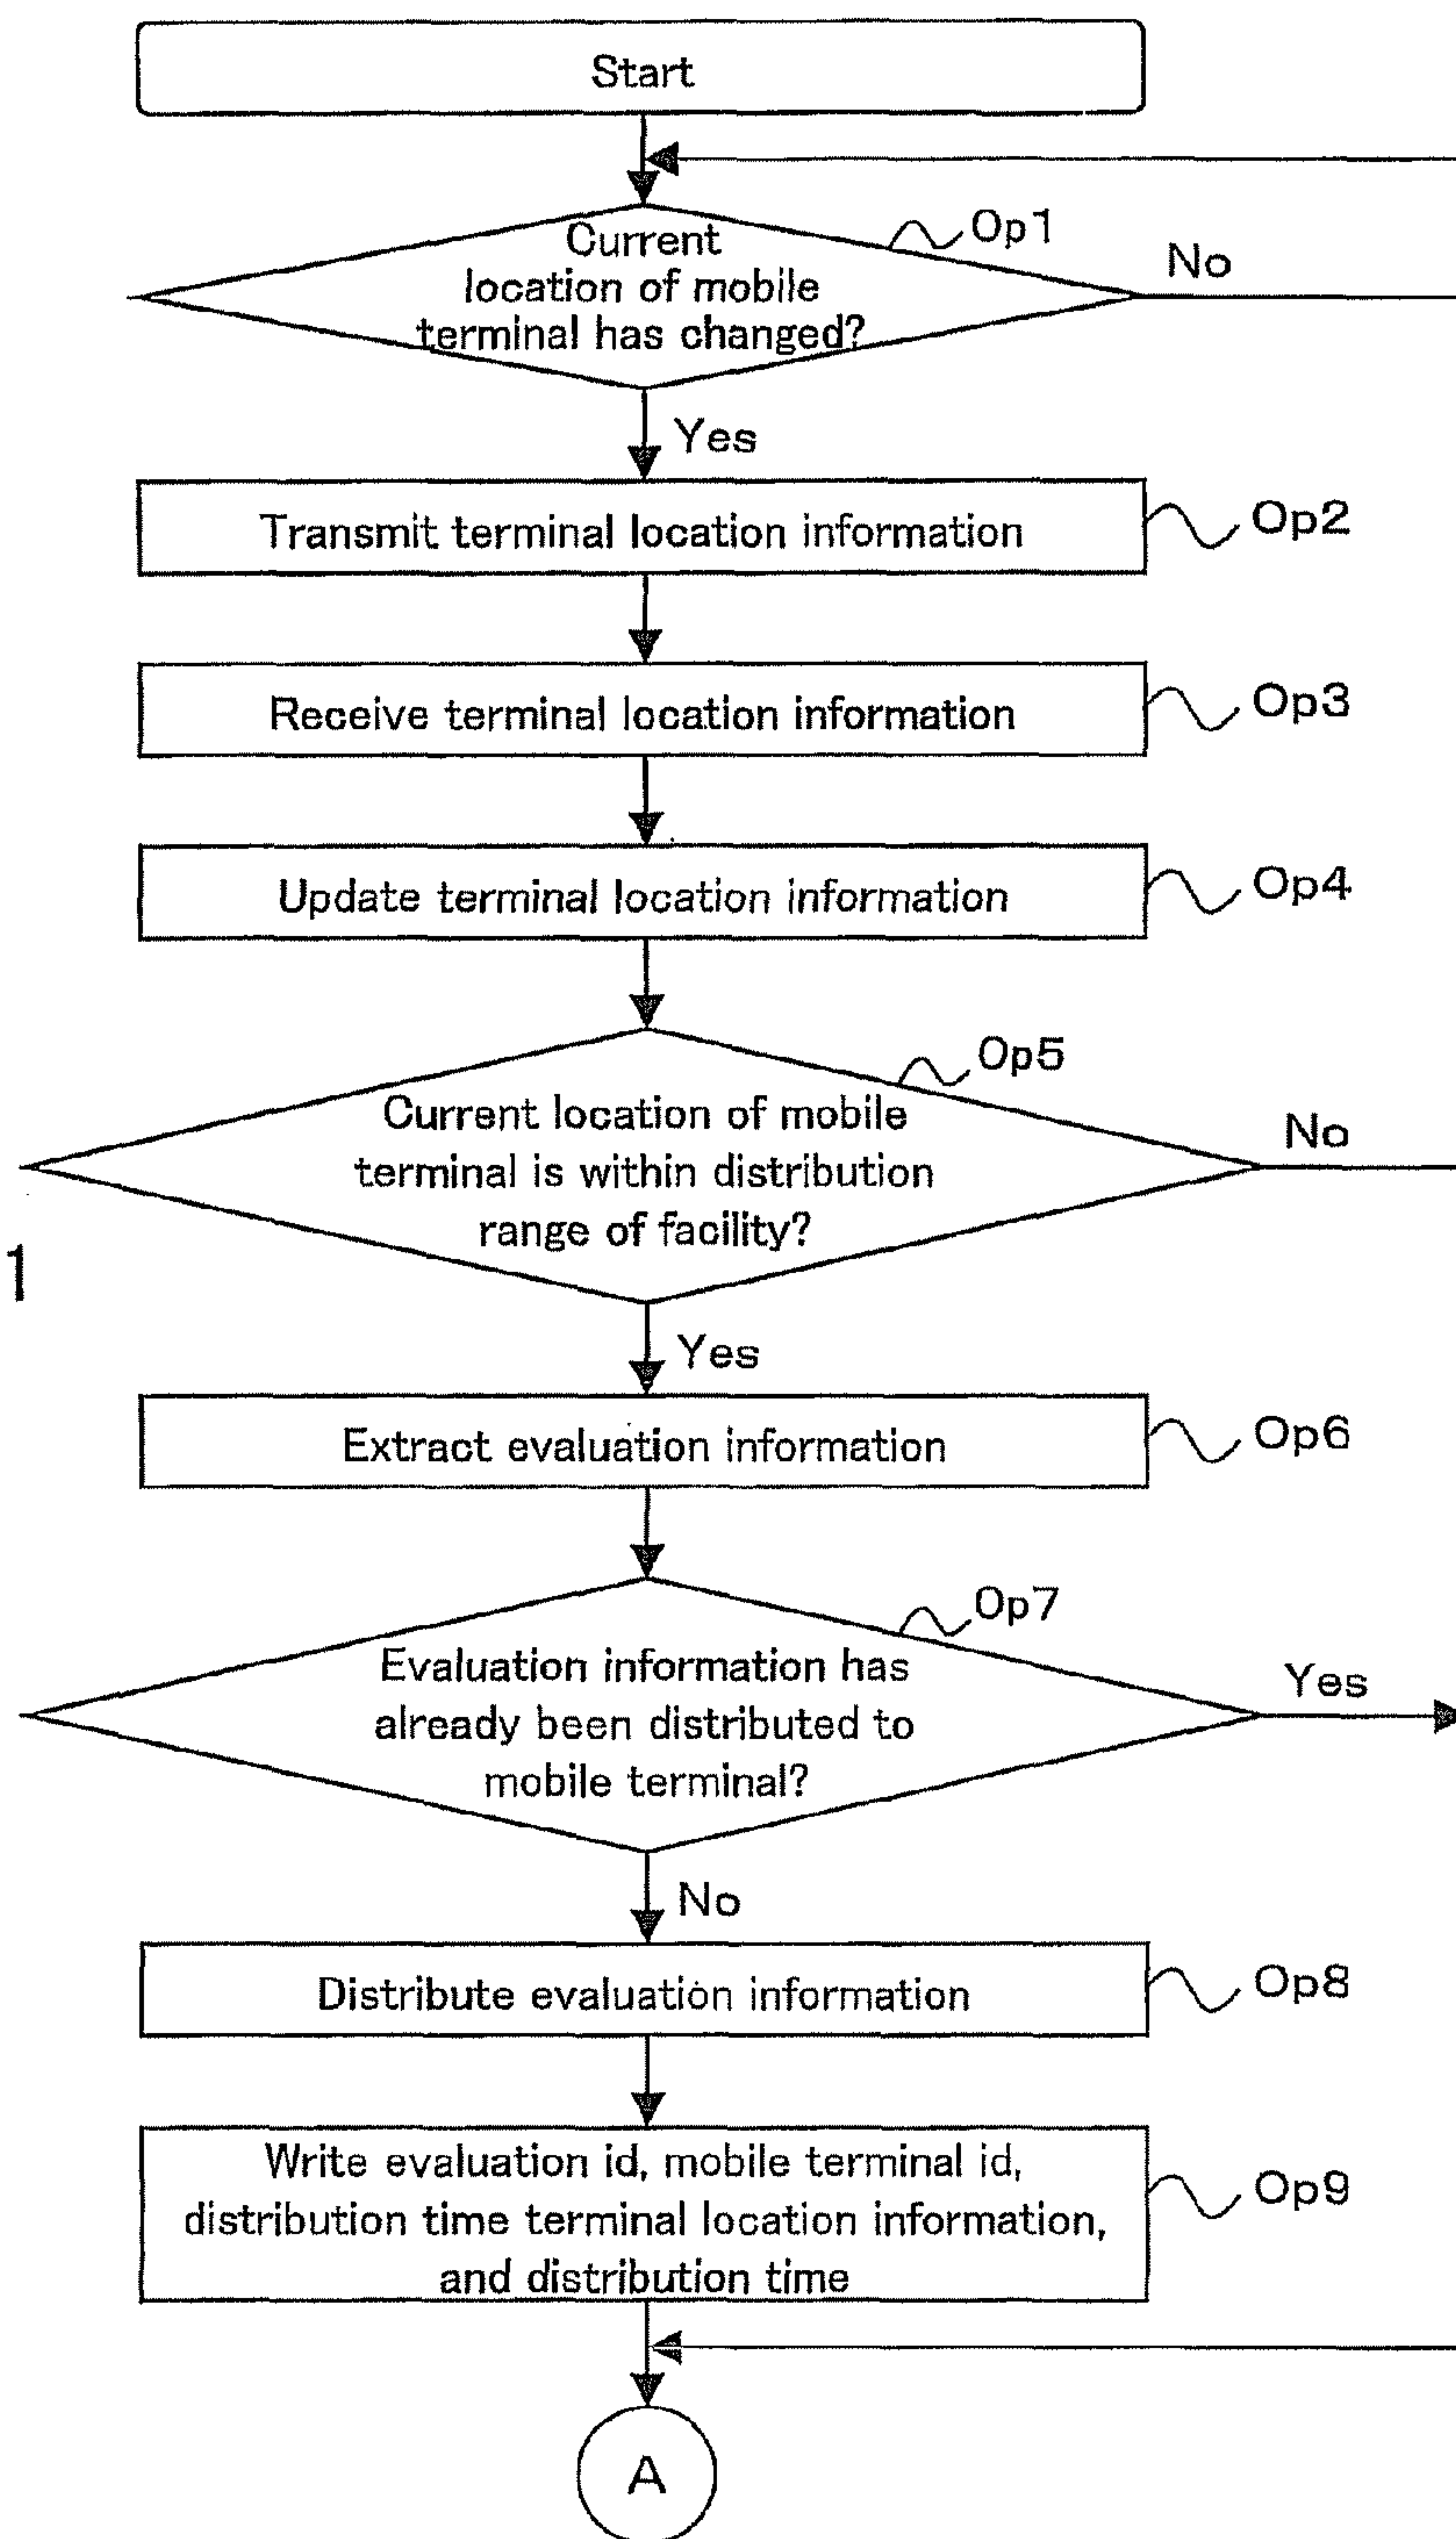 Start
Op1
Current
location of mobile
terminal has changed?
No
Yes
Transmit terminal location information
Op2
Receive terminal location information
Op3
Update terminal location information
Op4
Op5
Current location of mobile
terminal is within distribution
range of facility?
No
1
Yes
Extract evaluation information
Op6
Op7
Evaluation information has
already been distributed to
mobile terminal?
Yes
No
Distribute evaluation information
Op8
Write evaluation id, mobile terminal id,
distribution time terminal location information,
and distribution time
Op9
A